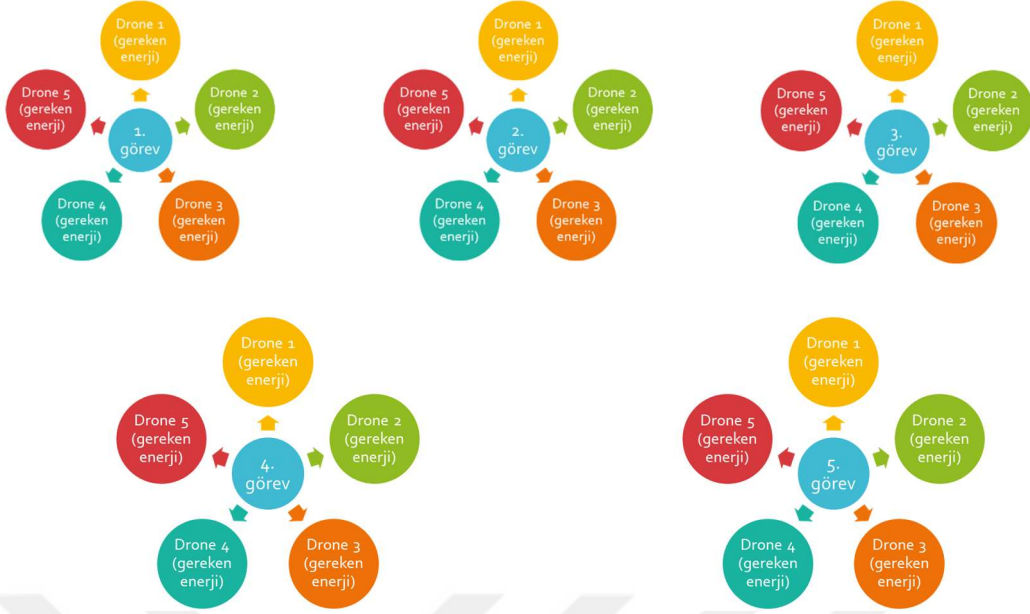 Drone 1
(gereken
enerji)
Drone 5
(gereken
enerji)
Drone 2
(gereken
enerji)
1.
görev
Drone 4
(gereken
enerji)
Drone 3
(gereken
enerji)
Drone 1
(gereken
enerji)
Drone 5
(gereken
enerji)
Drone 2
(gereken
enerji)
2.
görev
Drone 4
(gereken
enerji)
Drone 3
(gereken
enerji)
Drone 1
(gereken
enerji)
Drone 5
(gereken
enerji)
Drone 2
(gereken
enerji)
3.
görev
Drone 4
(gereken
enerji)
Drone 3
(gereken
enerji)
Drone 1
(gereken
enerji)
Drone 5
(gereken
enerji)
Drone 2
(gereken
enerji)
4.
görev
Drone 4
(gereken
enerji)
Drone 3
(gereken
enerji)
Drone 1
(gereken
enerji)
Drone 5
(gereken
enerji)
Drone 2
(gereken
enerji)
5.
görev
Drone 4
(gereken
enerji)
Drone 3
(gereken
enerji)